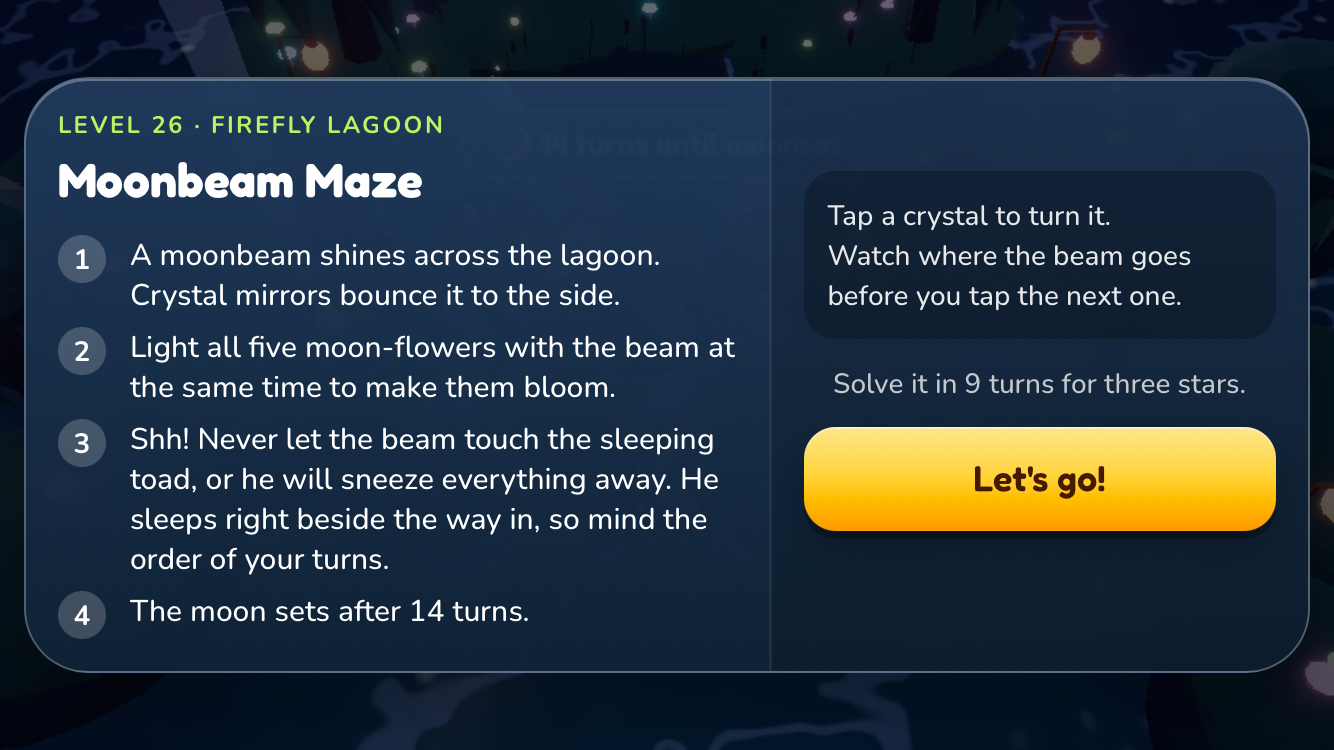 LEVEL 26 · FIREFLY LAGOON
Moonbeam Maze
1
A moonbeam shines across the lagoon.
Crystal mirrors bounce it to the side.
2
Light all five moon-flowers with the beam at
the same time to make them bloom.
3
Shh! Never let the beam touch the sleeping
toad, or he will sneeze everything away. He
sleeps right beside the way in, so mind the
order of your turns.
4
The moon sets after 14 turns.
14 turns until moonset
Tap a crystal to turn it.
Watch where the beam goes
before you tap the next one.
Solve it in 9 turns for three stars.
Let's go!